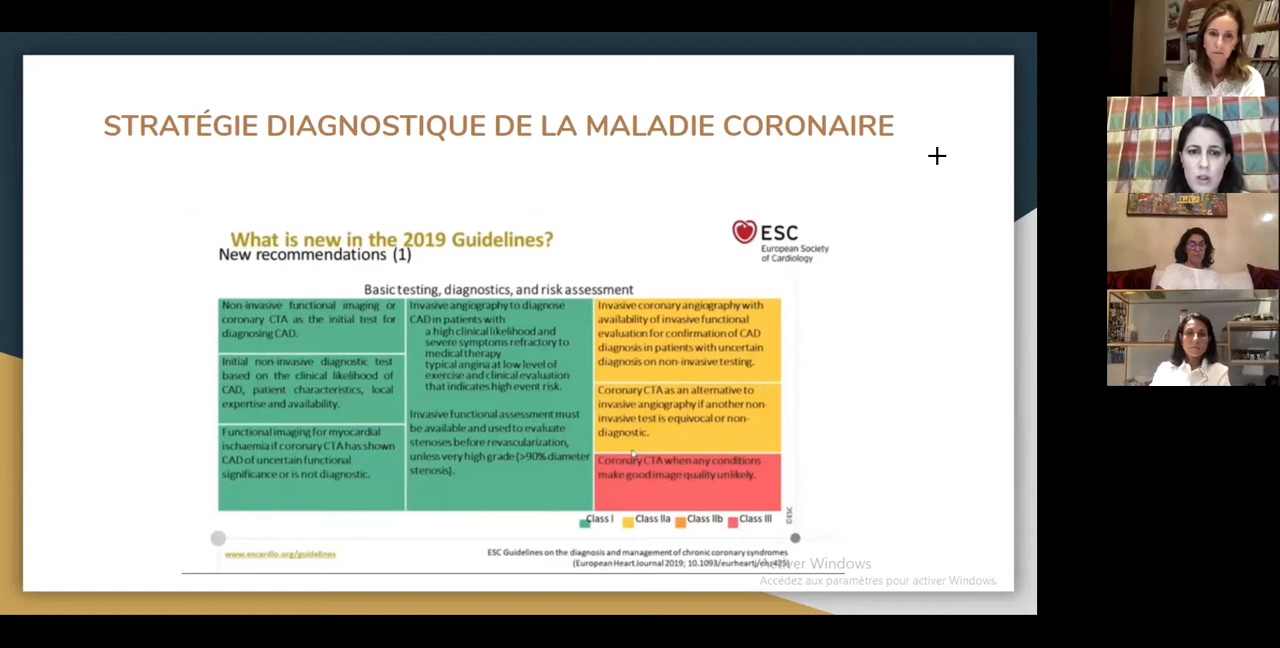 STRATÉGIE DIAGNOSTIQUE DE LA MALADIE CORONAIRE
What is new in the 2019 Guidelines?
New recommendations (1)
ESC
European Society
of Cardiology
Basic testing, diagnostics, and risk assessment
Non-invasive functional imaging or
coronary CTA as the initial test for
diagnosing CAD.
Initial non-invasive diagnostic test
based on the clinical likelihood of
CAD, patient characteristics, local
expertise and availability.
Functional imaging for myocardial
ischaemia if coronary CTA has shown
CAD of uncertain functional
significance or is not diagnostic.
Invasive angiography to diagnose
CAD in patients with
a high clinical likelihood and
severe symptoms refractory to
medical therapy
typical angina at low level of
exercise and clinical evaluation
that indicates high event risk.
Invasive functional assessment must
be available and used to evaluate
stenoses before revascularization,
unless very high grade (>90% diameter
stenosis).
Invasive coronary angiography with
availability of invasive functional
evaluation for confirmation of CAD
diagnosis in patients with uncertain
diagnosis on non-invasive testing.
Coronary CTA as an alternative to
invasive angiography if another non-
invasive test is equivocal or non-
diagnostic.
Coronary CTA when any conditions
make good image quality unlikely.
Class I Class IIa Class IIb Class III
©ESC
www.escardio.org/guidelines
ESC Guidelines on the diagnosis and management of chronic coronary syndromes
(European Heart Journal 2019; 10.1093/eurheartj/ehz425)
Activer Windows
Accédez aux paramètres pour activer Windows.